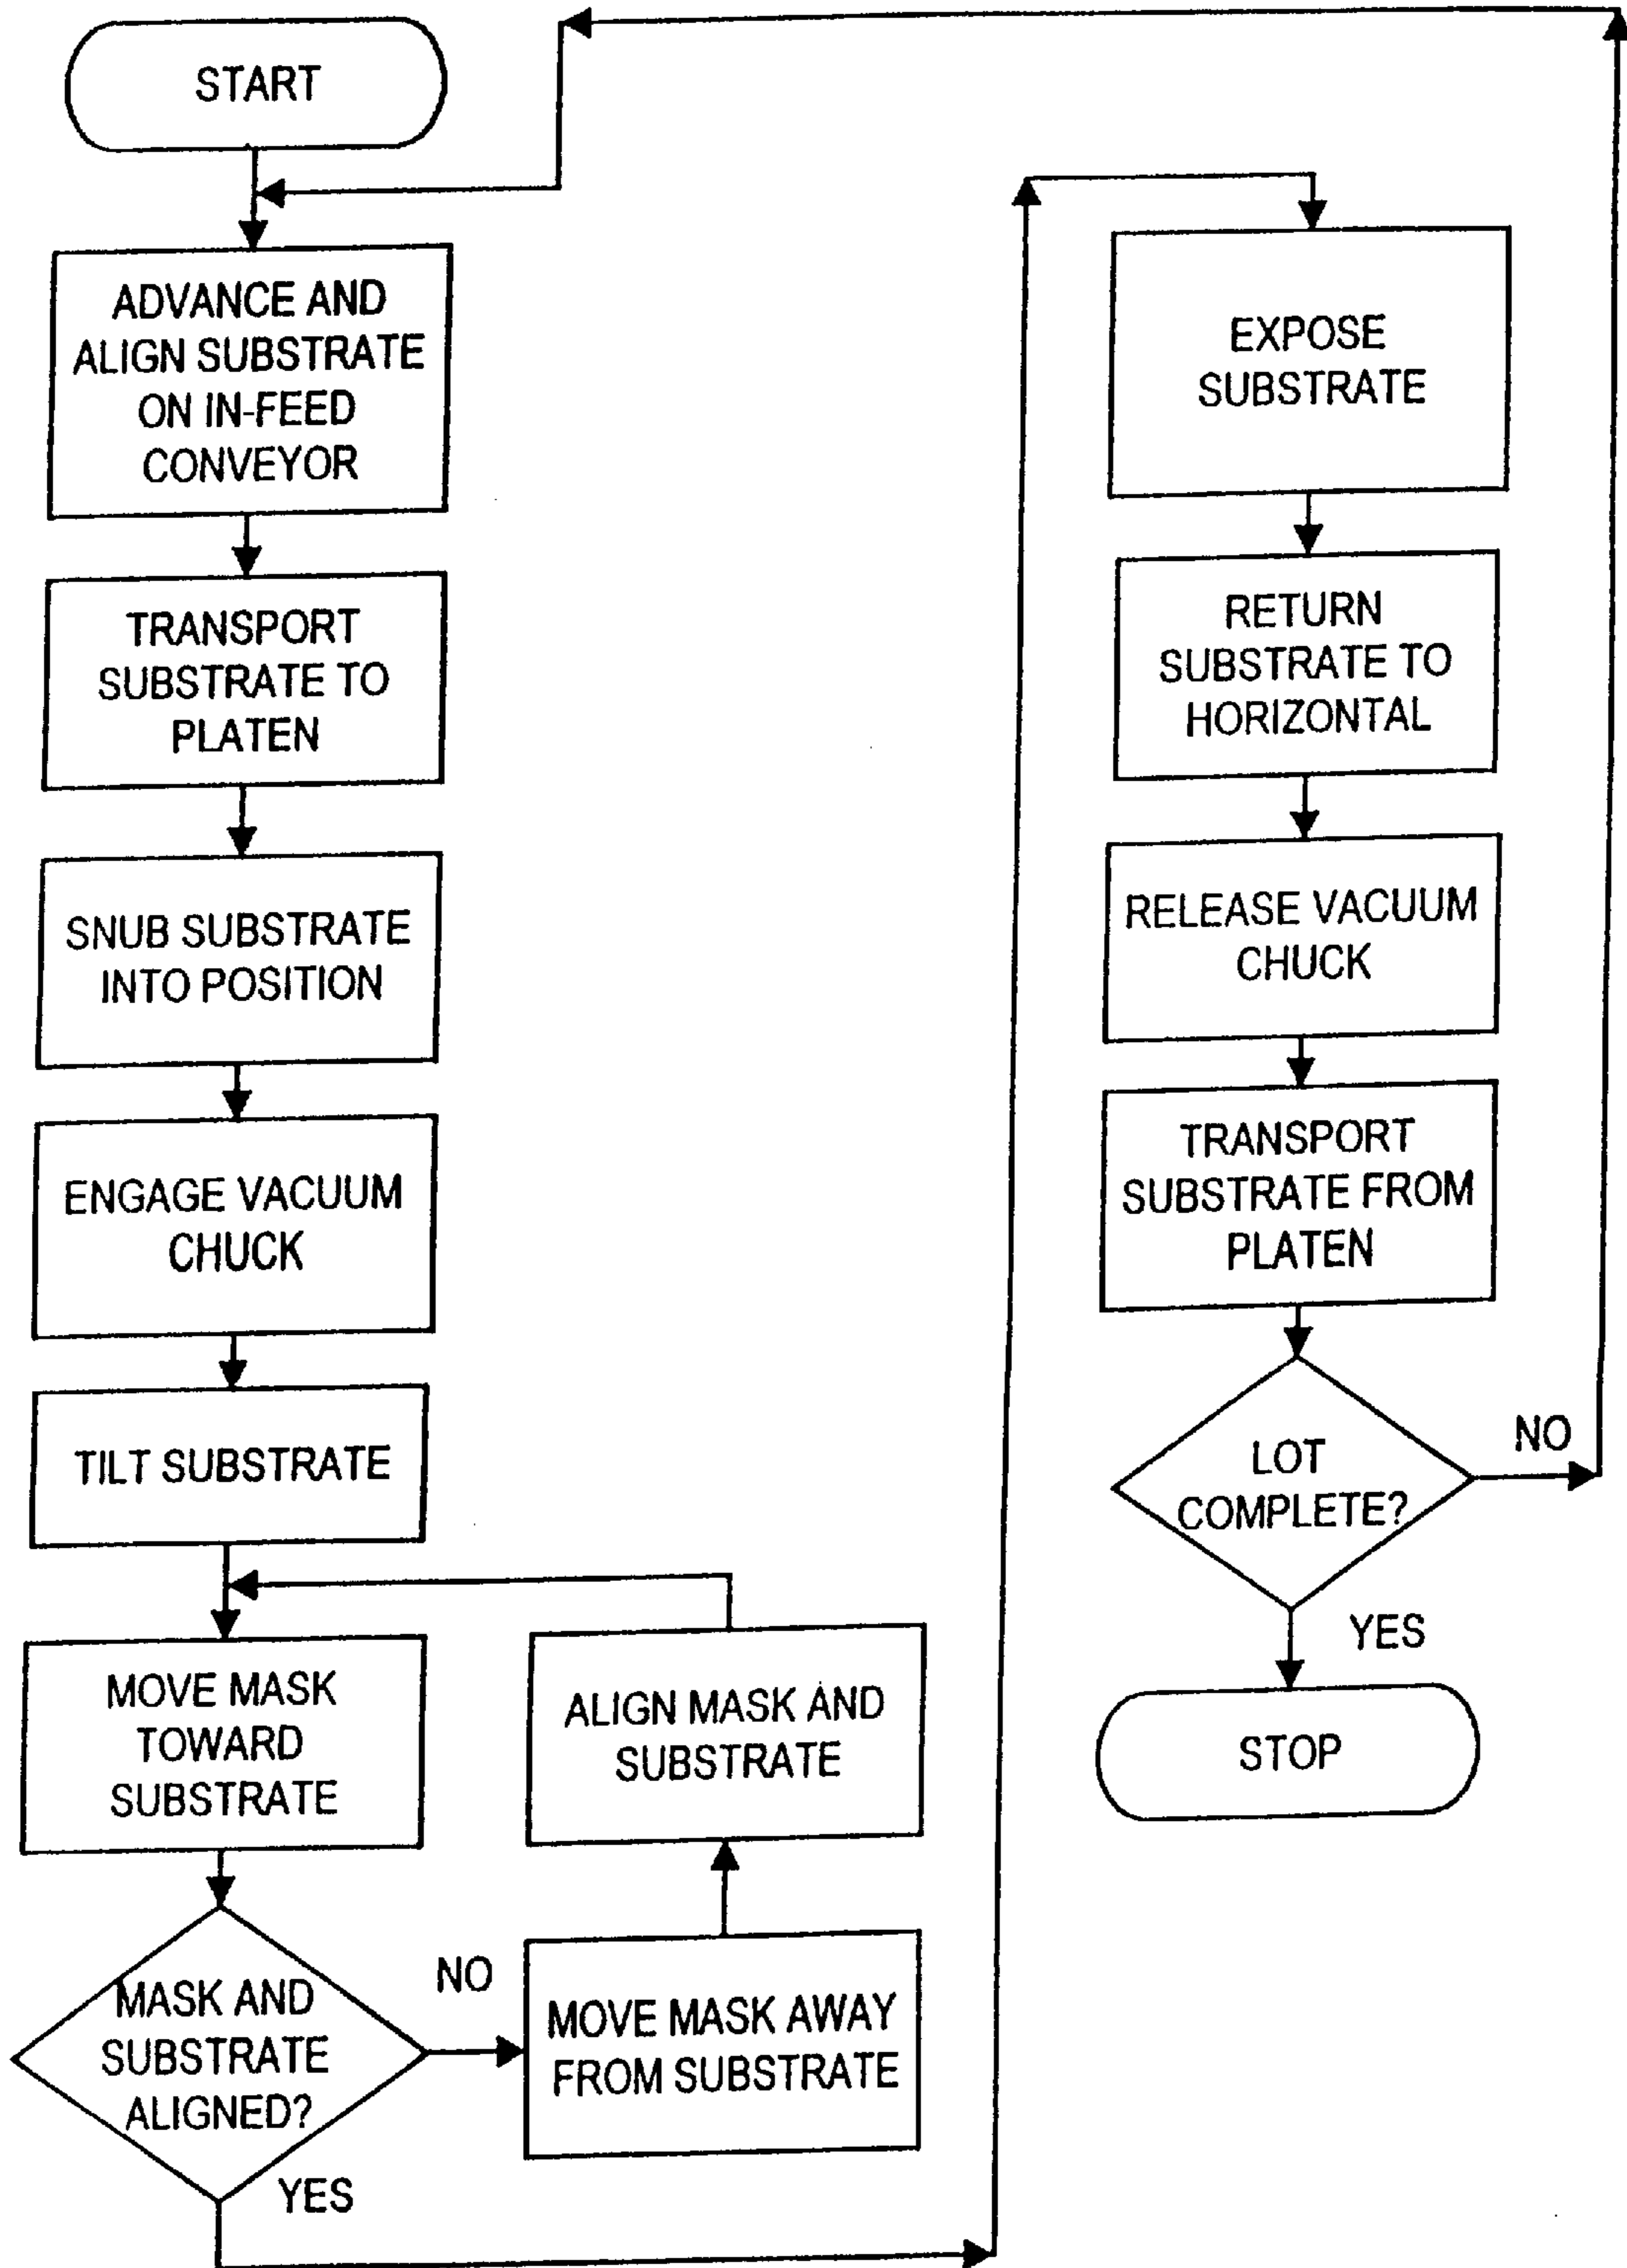 START
ADVANCE AND
ALIGN SUBSTRATE
ON IN-FEED
CONVEYOR
TRANSPORT
SUBSTRATE TO
PLATEN
SNUB SUBSTRATE
INTO POSITION
ENGAGE VACUUM
CHUCK
TILT SUBSTRATE
MOVE MASK
TOWARD
SUBSTRATE
MASK AND
SUBSTRATE
ALIGNED?
NO
MOVE MASK AWAY
FROM SUBSTRATE
ALIGN MASK AND
SUBSTRATE
YES
EXPOSE
SUBSTRATE
RETURN
SUBSTRATE TO
HORIZONTAL
RELEASE VACUUM
CHUCK
TRANSPORT
SUBSTRATE FROM
PLATEN
LOT
COMPLETE?
NO
YES
STOP